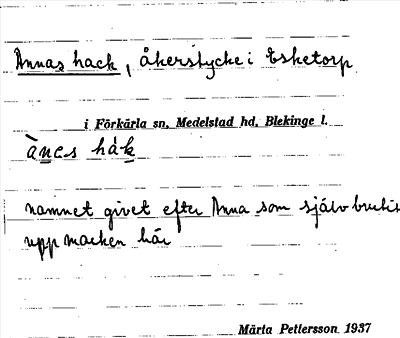 Annas hack, åkerstycke i Esketorp
i Förkärla sn. Medelstad hd. Blekinge l.
ànes håk
namnet givet efter Anna som själv brutit
upp marken här
Märta Pettersson 1937